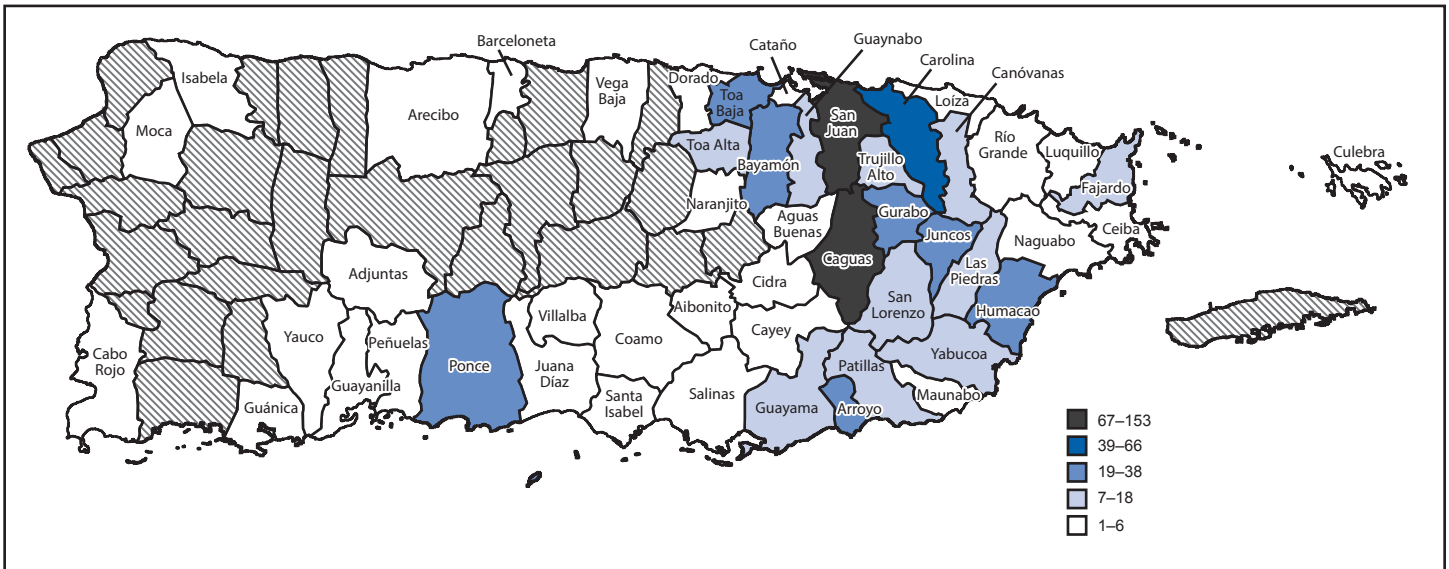 Barceloneta
Cataño
Guaynabo
Carolina
Canóvanas
Isabela
Dorado
Vega
Baja
Toa
Baja
Loíza
Arecibo
San
Juan
Moca
Río
Grande
Luquillo
Culebra
Toa Alta
Bayamón
Trujillo
Alto
Fajardo
Naranjito
Gurabo
Aguas
Buenas
Juncos
Ceiba
Naguabo
Caguas
Adjuntas
Cidra
Las
Piedras
San
Lorenzo
Humacao
Aibonito
Villalba
Cayey
Yauco
Peñuelas
Coamo
Yabucoa
Cabo
Rojo
Ponce
Juana
Díaz
Patillas
Guayanilla
Salinas
Maunabo
Guánica
Santa
Isabel
Guayama
Arroyo
67–153
39–66
19–38
7–18
1–6